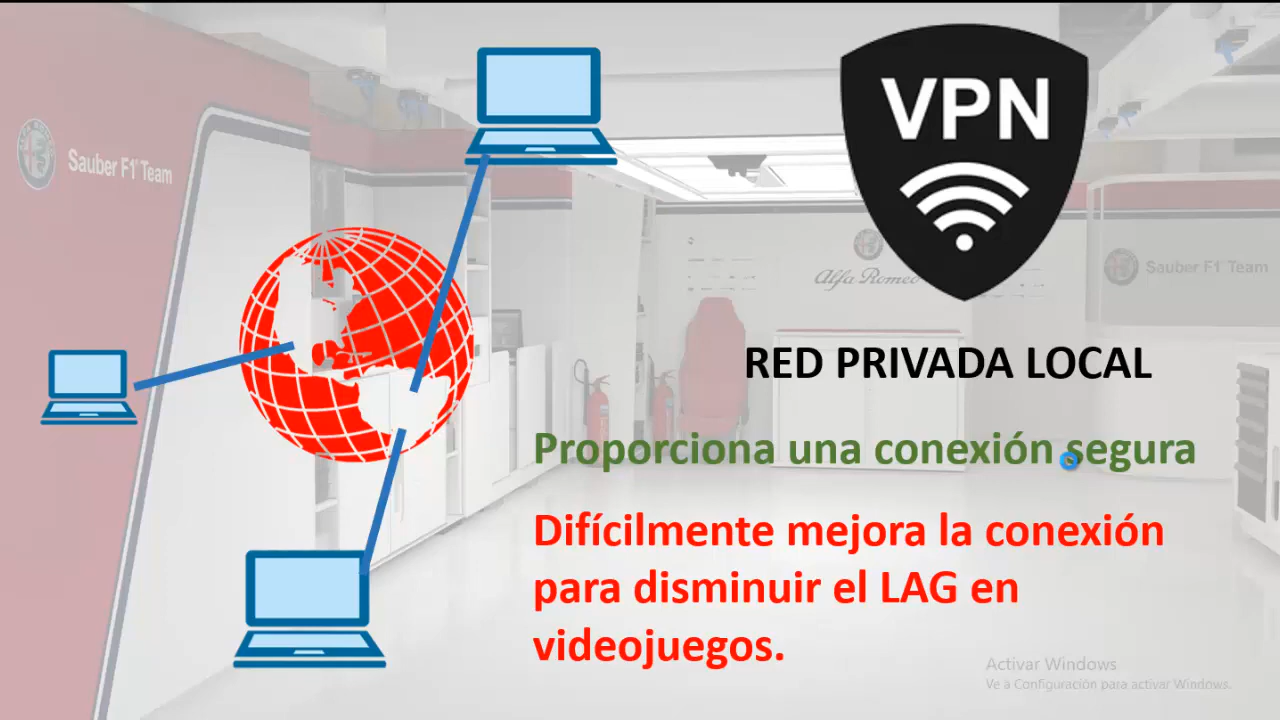 VPN
Sauber F1® Team
Alfa Romeo
Sauber F1® Team
RED PRIVADA LOCAL
Proporciona una conexión segura
Difícilmente mejora la conexión
para disminuir el LAG en
videojuegos.
Activar Windows
Ve a Configuración para activar Windows.